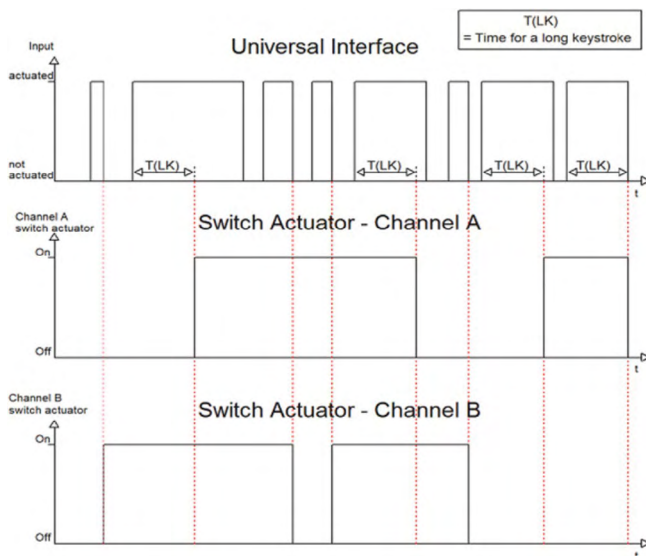 T(LK)
= Time for a long keystroke
Input
Universal Interface
actuated
not
actuated
T(LK)
T(LK)
T(LK)
T(LK)
t
Channel A
switch actuator
Switch Actuator - Channel A
On
Off
t
Channel B
switch actuator
Switch Actuator - Channel B
On
Off